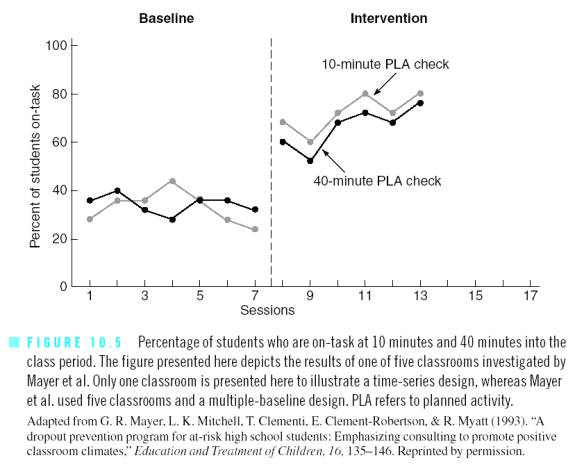 Baseline Intervention
100
80
60
40
20
0
Percent of students on-task
10-minute PLA check
40-minute PLA check
1 3 5 7 9 11 13 15 17
Sessions
FIGURE 10.5 Percentage of students who are on-task at 10 minutes and 40 minutes into the
class period. The figure presented here depicts the results of one of five classrooms investigated by
Mayer et al. Only one classroom is presented here to illustrate a time-series design, whereas Mayer
et al. used five classrooms and a multiple-baseline design. PLA refers to planned activity.
Adapted from G. R. Mayer, L. K. Mitchell, T. Clementi, E. Clement-Robertson, & R. Myatt (1993). “A
dropout prevention program for at-risk high school students: Emphasizing consulting to promote positive
classroom climates,” Education and Treatment of Children, 16, 135–146. Reprinted by permission.